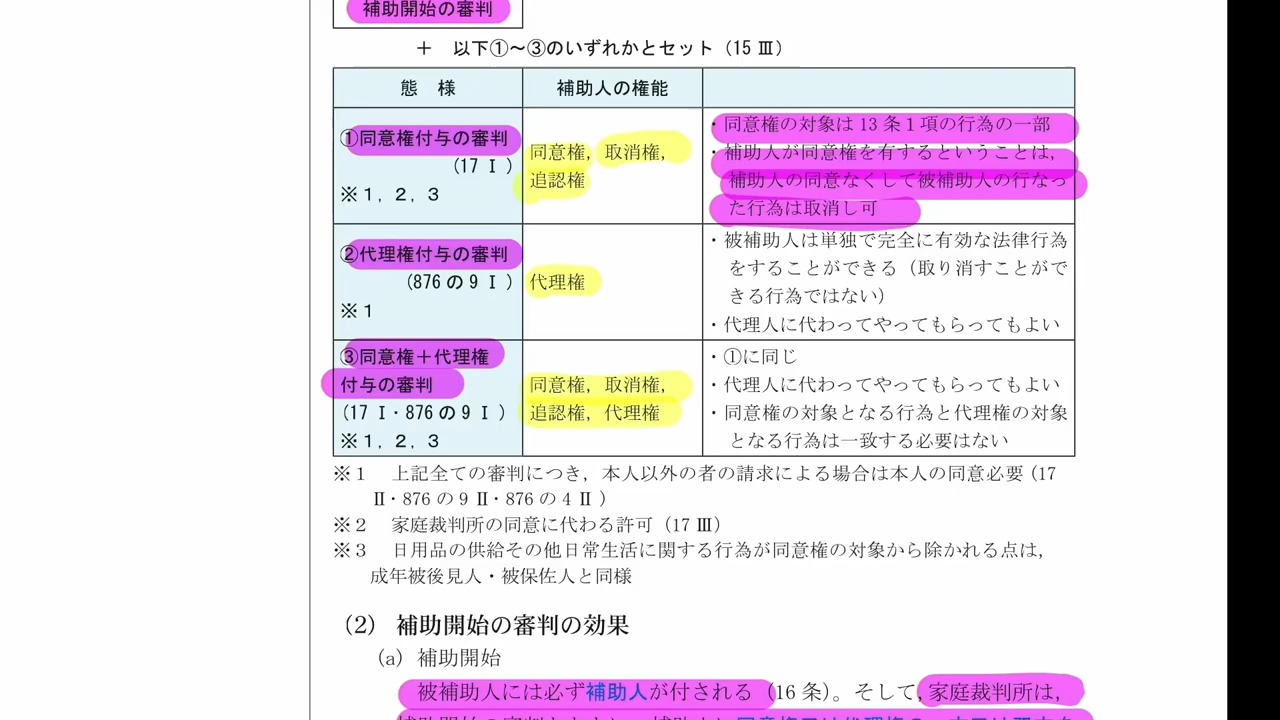 補助開始の審判
＋ 以下①～③のいずれかとセット（15 Ⅲ）
態 様
補助人の権能
①同意権付与の審判
（17 Ⅰ）
※１，２，３
同意権，取消権，
追認権
・同意権の対象は 13 条１項の行為の一部
・補助人が同意権を有するということは，
補助人の同意なくして被補助人の行なっ
た行為は取消し可
②代理権付与の審判
（876 の９ Ⅰ）
※１
代理権
・被補助人は単独で完全に有効な法律行為
をすることができる（取り消すことがで
きる行為ではない）
・代理人に代わってやってもらってもよい
③同意権＋代理権
付与の審判
（17 Ⅰ・876 の９ Ⅰ）
※１，２，３
同意権，取消権，
追認権，代理権
・①に同じ
・代理人に代わってやってもらってもよい
・同意権の対象となる行為と代理権の対象
となる行為は一致する必要はない
※１ 上記全ての審判につき，本人以外の者の請求による場合は本人の同意必要（17
Ⅱ・876 の９ Ⅱ・876 の４ Ⅱ）
※２ 家庭裁判所の同意に代わる許可（17 Ⅲ）
※３ 日用品の供給その他日常生活に関する行為が同意権の対象から除かれる点は，
成年被後見人・被保佐人と同様
（2） 補助開始の審判の効果
（a）補助開始
被補助人には必ず補助人が付される（16 条）。そして，家庭裁判所は，